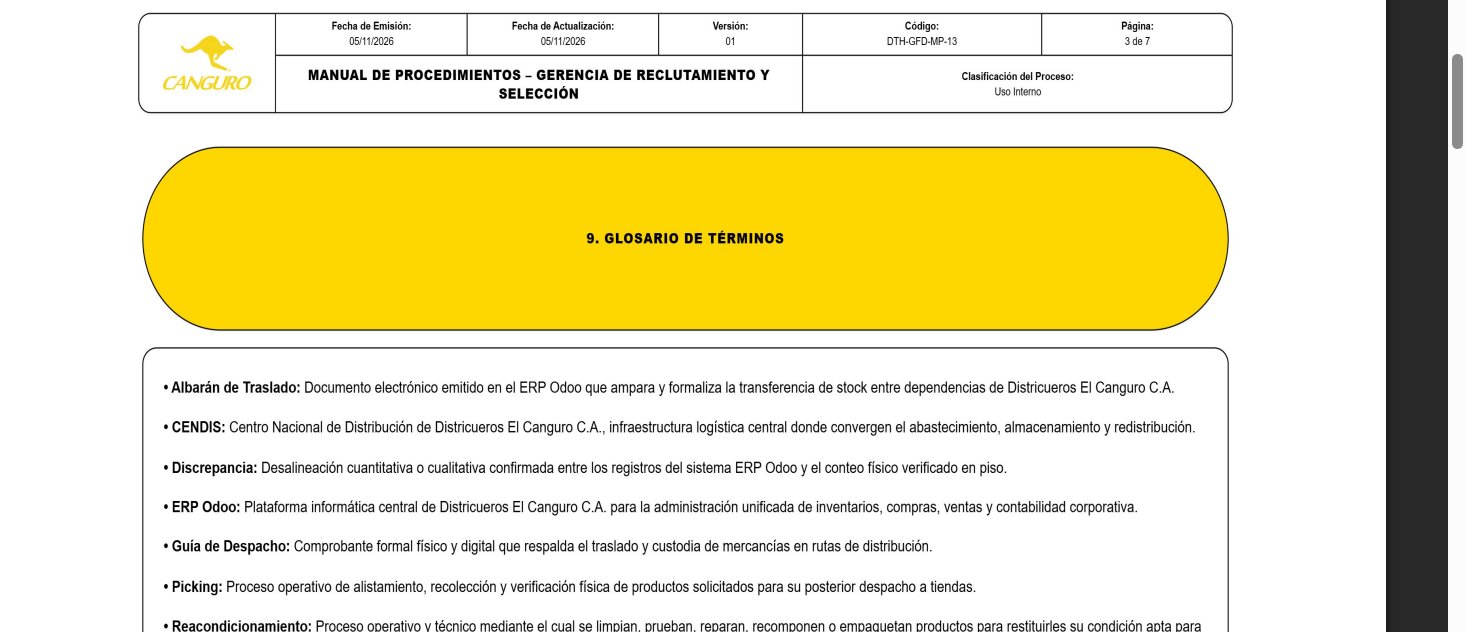 Fecha de Emisión:
05/11/2026
Fecha de Actualización:
05/11/2026
Versión:
01
Código:
DTH-GFD-MP-13
Página:
3 de 7
CANGURO
MANUAL DE PROCEDIMIENTOS – GERENCIA DE RECLUTAMIENTO Y
SELECCIÓN
Clasificación del Proceso:
Uso Interno
9. GLOSARIO DE TÉRMINOS
• Albarán de Traslado: Documento electrónico emitido en el ERP Odoo que ampara y formaliza la transferencia de stock entre dependencias de Districueros El Canguro C.A.
• CENDIS: Centro Nacional de Distribución de Districueros El Canguro C.A., infraestructura logística central donde convergen el abastecimiento, almacenamiento y redistribución.
• Discrepancia: Desalineación cuantitativa o cualitativa confirmada entre los registros del sistema ERP Odoo y el conteo físico verificado en piso.
• ERP Odoo: Plataforma informática central de Districueros El Canguro C.A. para la administración unificada de inventarios, compras, ventas y contabilidad corporativa.
• Guía de Despacho: Comprobante formal físico y digital que respalda el traslado y custodia de mercancías en rutas de distribución.
• Picking: Proceso operativo de alistamiento, recolección y verificación física de productos solicitados para su posterior despacho a tiendas.
• Reacondicionamiento: Proceso operativo y técnico mediante el cual se limpian, prueban, reparan, recomponen o empaquetan productos para restituirles su condición apta para